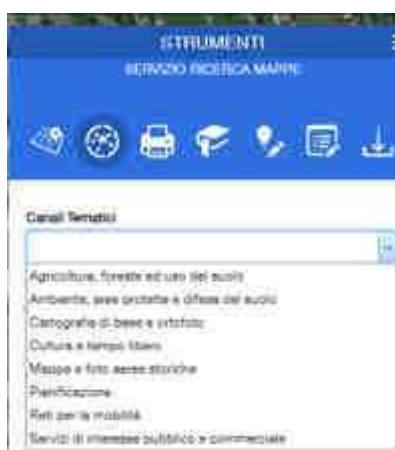 STRUMENTI
SERVIZIO RICERCA MAPPE
Canali Tematici
Agricoltura, foreste ed uso del suolo
Ambiente, aree protette e difesa del suolo
Cartografia di base e ortofoto
Cultura e tempo libero
Mappe e foto aeree storiche
Pianificazione
Reti per la mobilità
Servizi di interesse pubblico e commerciale